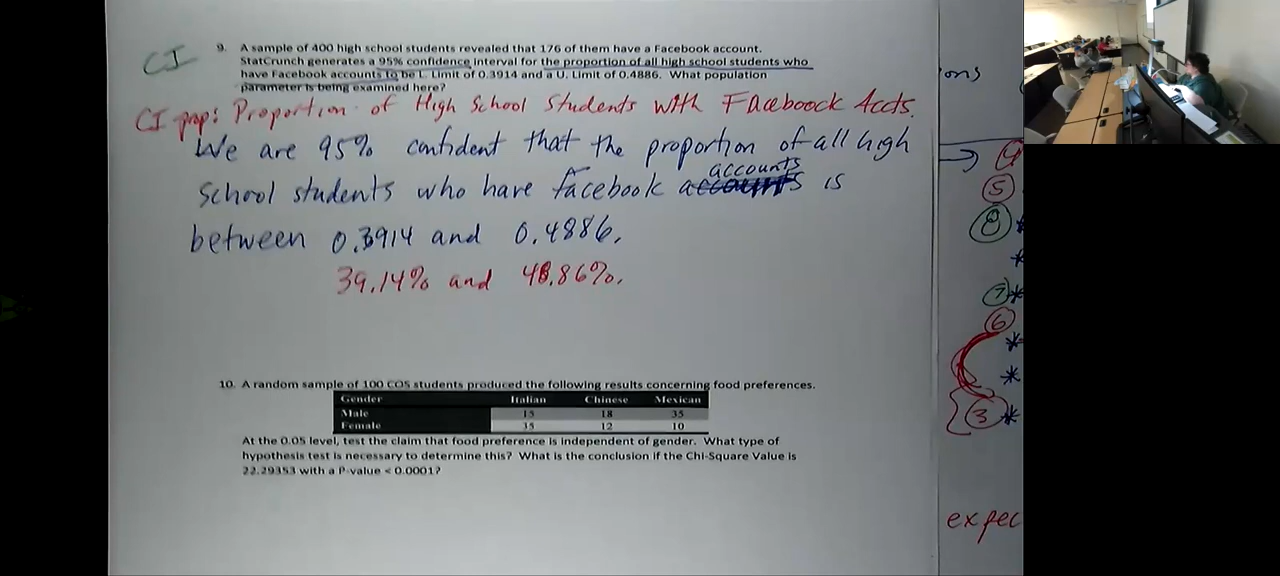 CI
9. A sample of 400 high school students revealed that 176 of them have a Facebook account.
StatCrunch generates a 95% confidence interval for the proportion of all high school students who
have Facebook accounts to be L. Limit of 0.3914 and a U. Limit of 0.4886. What population
parameter is being examined here?
CI pop: Proportion of High School Students with Faceboock Accts.
We are 95% confident that the proportion of all high
accounts
school students who have facebook accounts is
between 0.3914 and 0.4886.
39.14% and 48.86%.
10. A random sample of 100 COS students produced the following results concerning food preferences.
Gender Italian Chinese Mexican
Male 15 18 35
Female 35 12 10
At the 0.05 level, test the claim that food preference is independent of gender. What type of
hypothesis test is necessary to determine this? What is the conclusion if the Chi-Square Value is
22.29353 with a P-value < 0.0001?
ons
5
8
7
6
3
expec